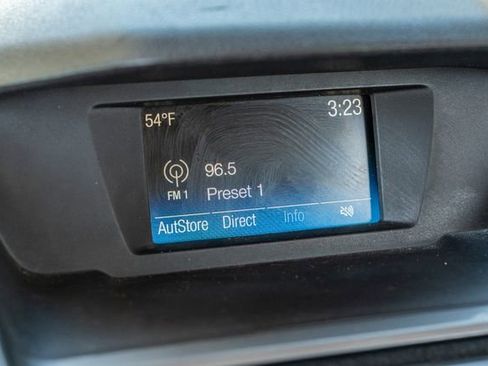 54°F 3:23
96.5
FM 1 Preset 1
AutStore Direct Info